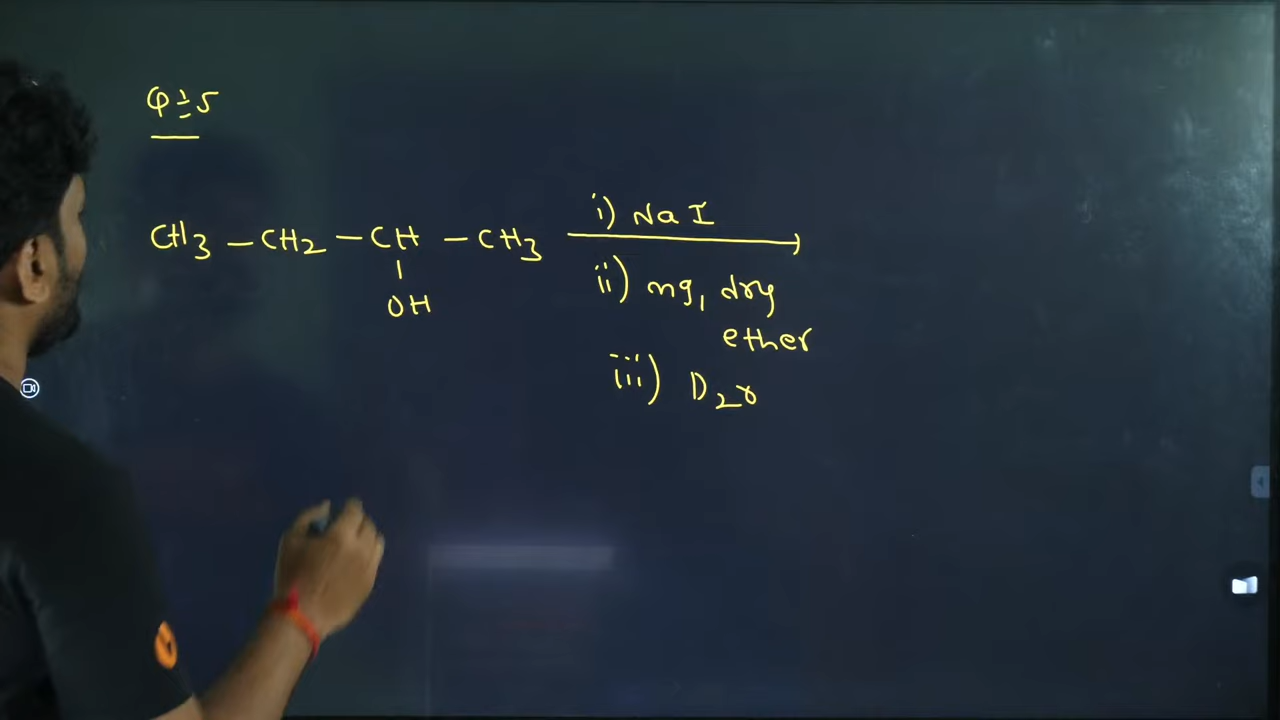 Q:5
CH3 — CH2 — CH — CH3
OH
i) NaI
ii) mg, dry
ether
iii) D2O